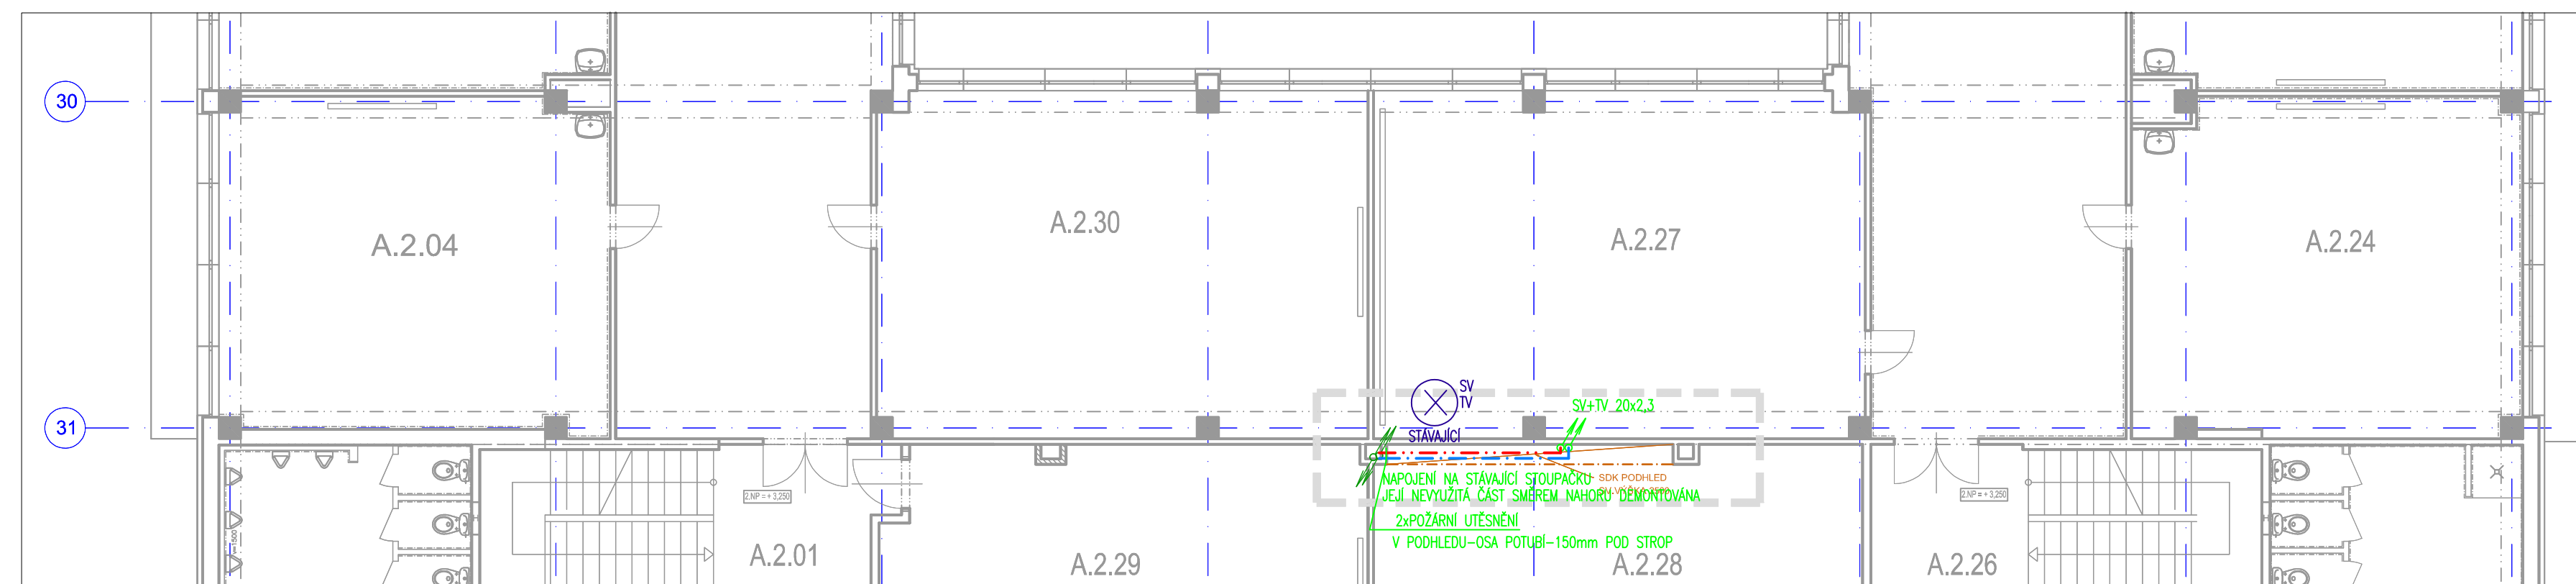 30
A.2.04
A.2.30
A.2.27
A.2.24
31
SV
TV
STÁVAJÍCÍ
SV+TV 20x2,3
NAPOJENÍ NA STÁVAJÍCÍ STOUPAČKU
SDK PODHLED
JEJÍ NEVYUŽITÁ ČÁST SMĚREM NAHORU DEMONTOVÁNA
2xPOŽÁRNÍ UTĚSNĚNÍ
V PODHLEDU-OSA POTUBÍ-150mm POD STROP
2.NP = + 3,250
2.NP = + 3,250
A.2.01
A.2.29
A.2.28
A.2.26